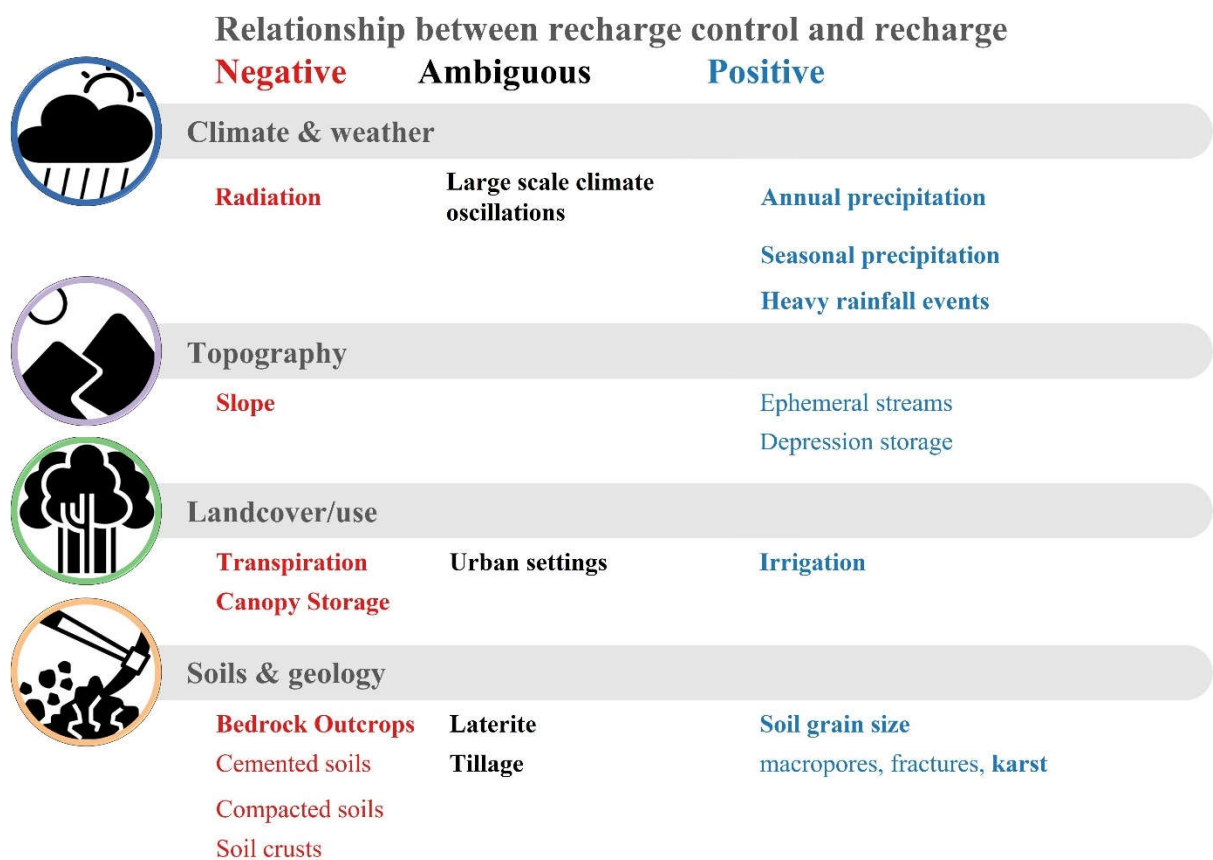 Relationship between recharge control and recharge
Negative Ambiguous Positive
Climate & weather
Radiation Large scale climate oscillations Annual precipitation
Seasonal precipitation
Heavy rainfall events
Topography
Slope Ephemeral streams
Depression storage
Landcover/use
Transpiration Urban settings Irrigation
Canopy Storage
Soils & geology
Bedrock Outcrops Laterite Soil grain size
Cemented soils Tillage macropores, fractures, karst
Compacted soils
Soil crusts